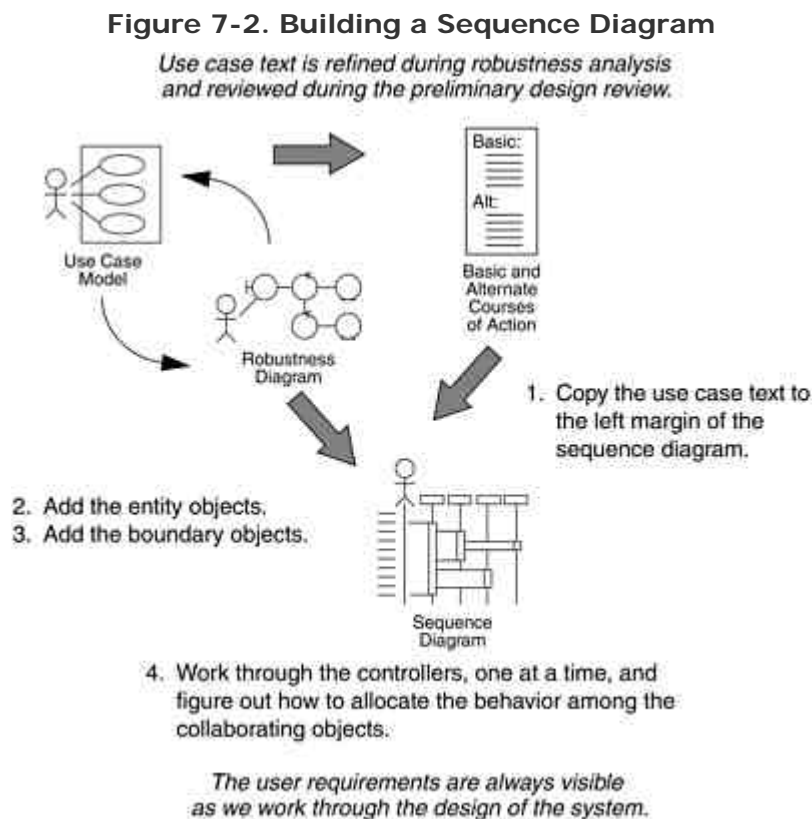 Figure 7-2. Building a Sequence Diagram
Use case text is refined during robustness analysis
and reviewed during the preliminary design review.
Basic:
Alt:
Use Case
Model
Basic and
Alternate
Courses
of Action
Robustness
Diagram
1. Copy the use case text to
the left margin of the
sequence diagram.
2. Add the entity objects.
3. Add the boundary objects.
Sequence
Diagram
4. Work through the controllers, one at a time, and
figure out how to allocate the behavior among the
collaborating objects.
The user requirements are always visible
as we work through the design of the system.